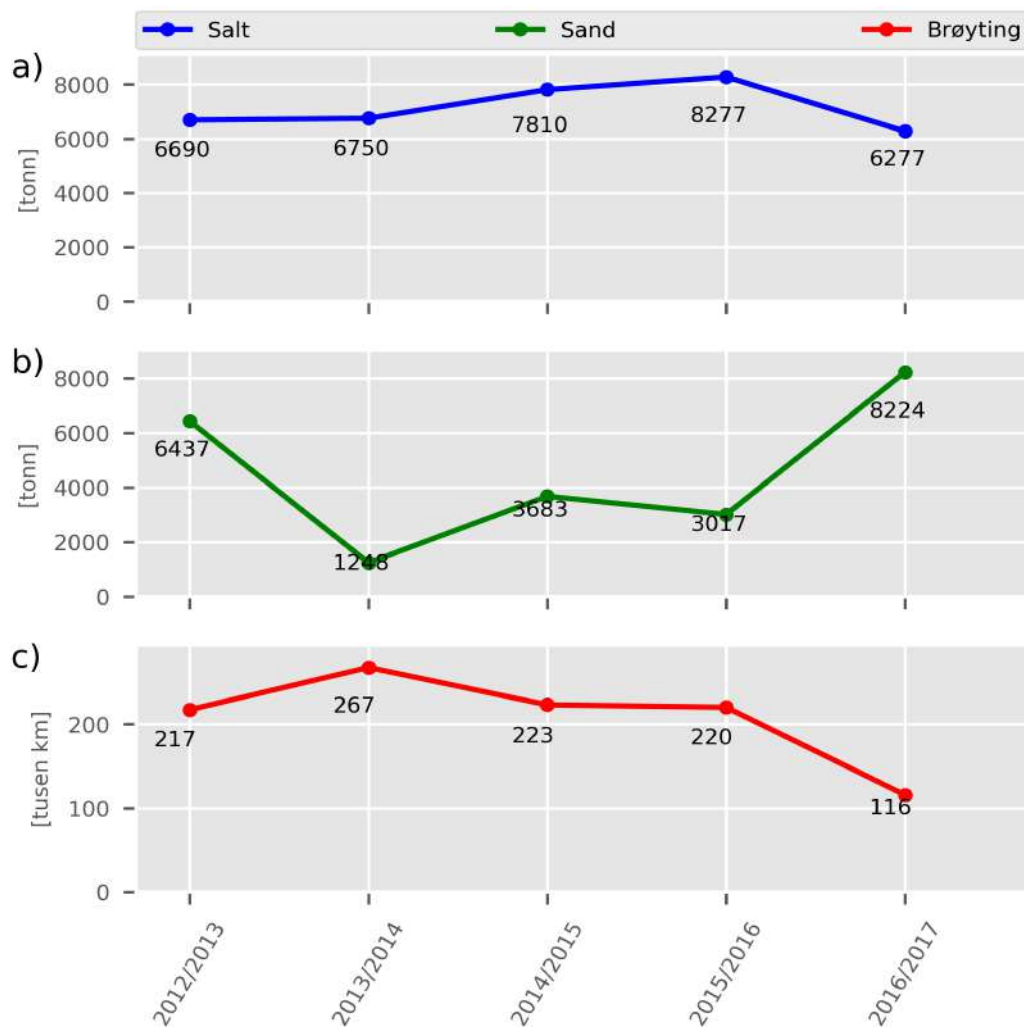 Salt Sand Brøyting
a)
8000
6000
4000
2000
0
[tonn]
6690 6750 7810 8277 6277
b)
8000
6000
4000
2000
0
[tonn]
6437 1248 3683 3017 8224
c)
200
100
0
[tusen km]
217 267 223 220 116
2012/2013 2013/2014 2014/2015 2015/2016 2016/2017